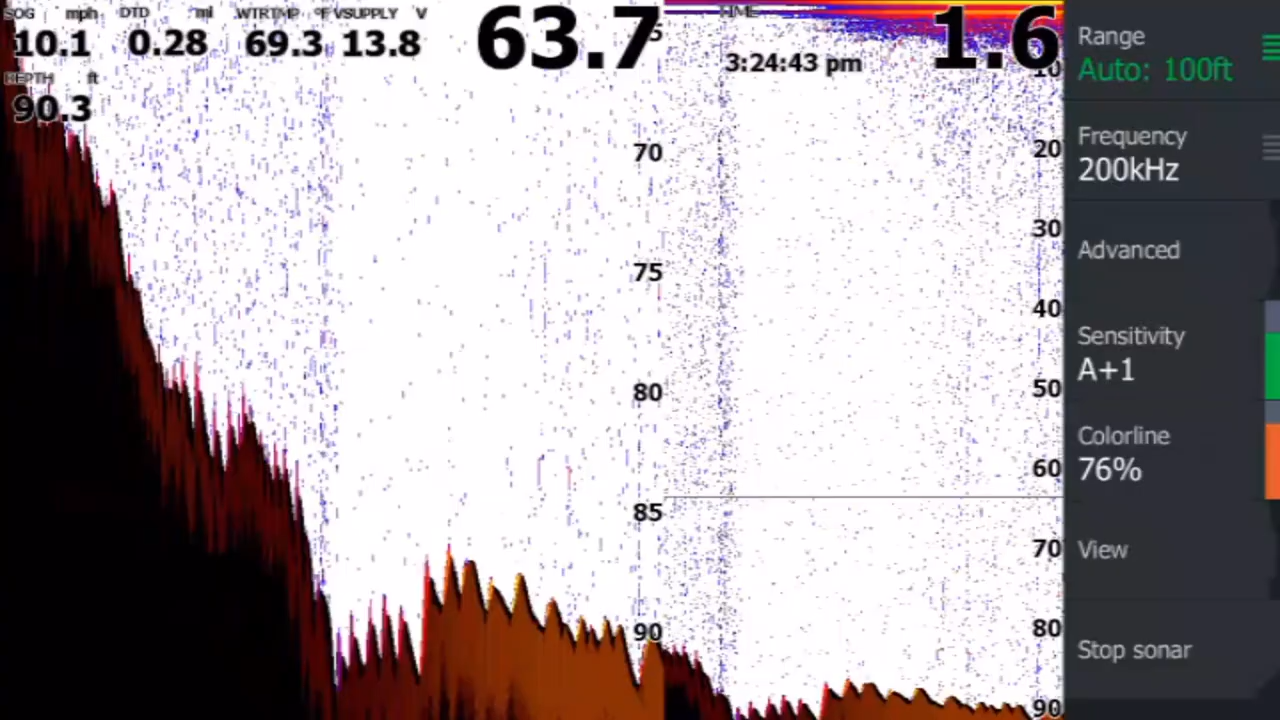 SOG mph DTD mi WTRTMP °F VSUPPLY V
10.1 0.28 69.3 13.8
DEPTH ft
90.3
63.7
70
75
80
85
90
TIME
3:24:43 pm
1.6
10
20
30
40
50
60
70
80
90
Range
Auto: 100ft
Frequency
200kHz
Advanced
Sensitivity
A+1
Colorline
76%
View
Stop sonar